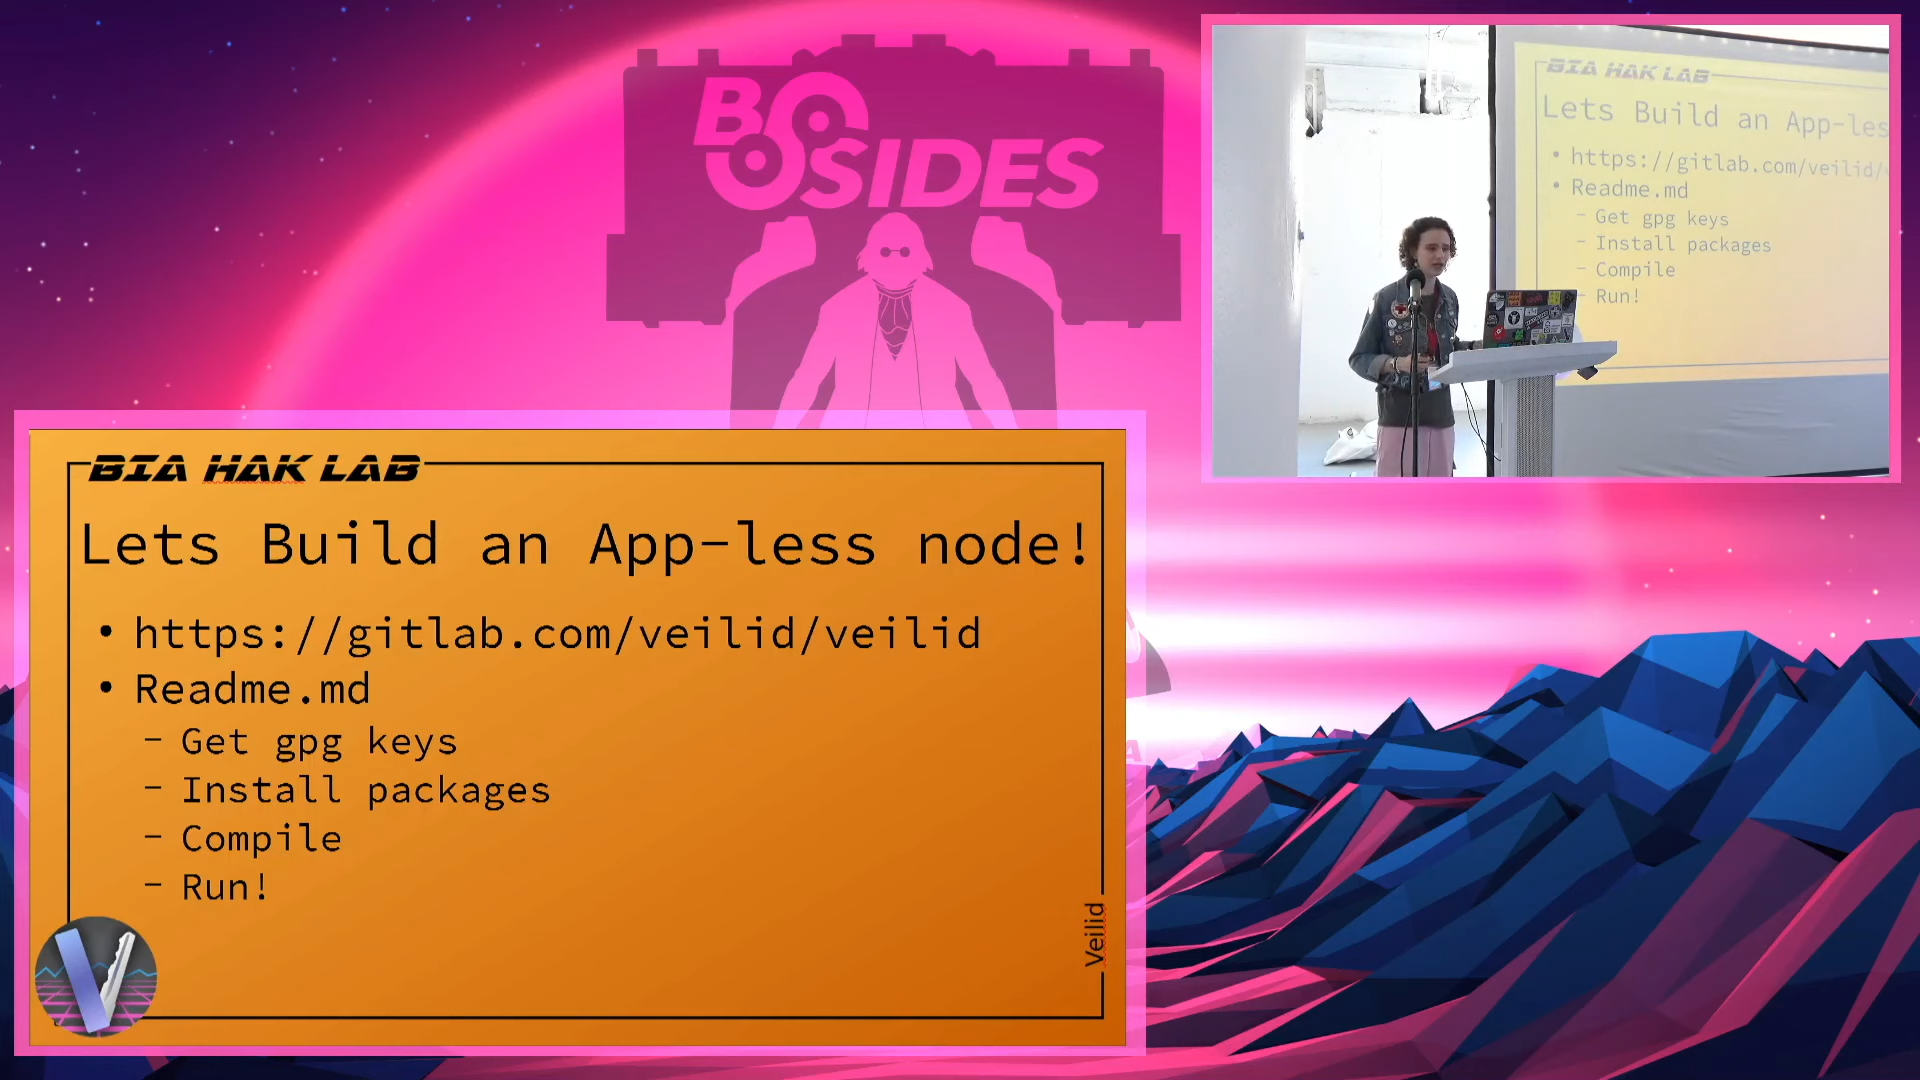 BSIDES
BIA HAK LAB
Lets Build an App-les
https://gitlab.com/veilid/
Readme.md
- Get gpg keys
- Install packages
- Compile
- Run!
BIA HAK LAB
Lets Build an App-less node!
• https://gitlab.com/veilid/veilid
• Readme.md
– Get gpg keys
– Install packages
– Compile
– Run!
Veilid